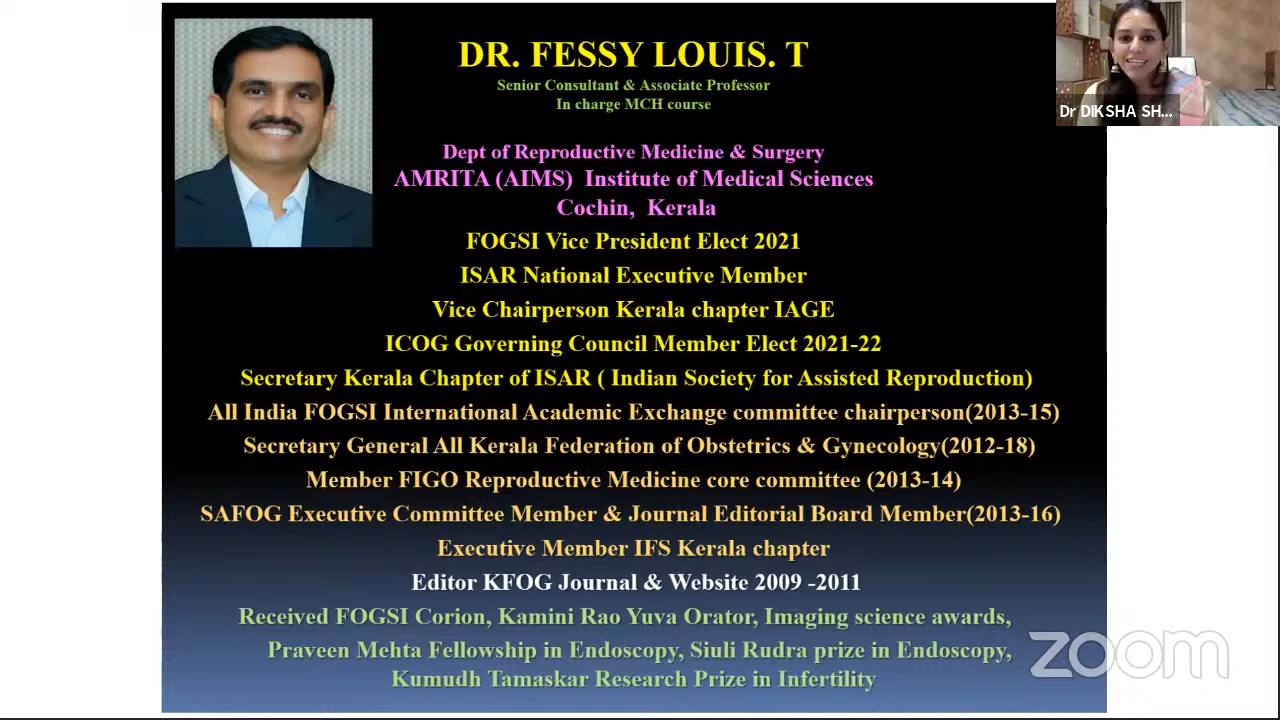 DR. FESSY LOUIS. T
Senior Consultant & Associate Professor
In charge MCH course
Dept of Reproductive Medicine & Surgery
AMRITA (AIMS) Institute of Medical Sciences
Cochin, Kerala
FOGSI Vice President Elect 2021
ISAR National Executive Member
Vice Chairperson Kerala chapter IAGE
ICOG Governing Council Member Elect 2021-22
Secretary Kerala Chapter of ISAR ( Indian Society for Assisted Reproduction)
All India FOGSI International Academic Exchange committee chairperson(2013-15)
Secretary General All Kerala Federation of Obstetrics & Gynecology(2012-18)
Member FIGO Reproductive Medicine core committee (2013-14)
SAFOG Executive Committee Member & Journal Editorial Board Member(2013-16)
Executive Member IFS Kerala chapter
Editor KFOG Journal & Website 2009 -2011
Received FOGSI Corion, Kamini Rao Yuva Orator, Imaging science awards,
Praveen Mehta Fellowship in Endoscopy, Siuli Rudra prize in Endoscopy,
Kumudh Tamaskar Research Prize in Infertility
Dr DIKSHA SH...
zoom